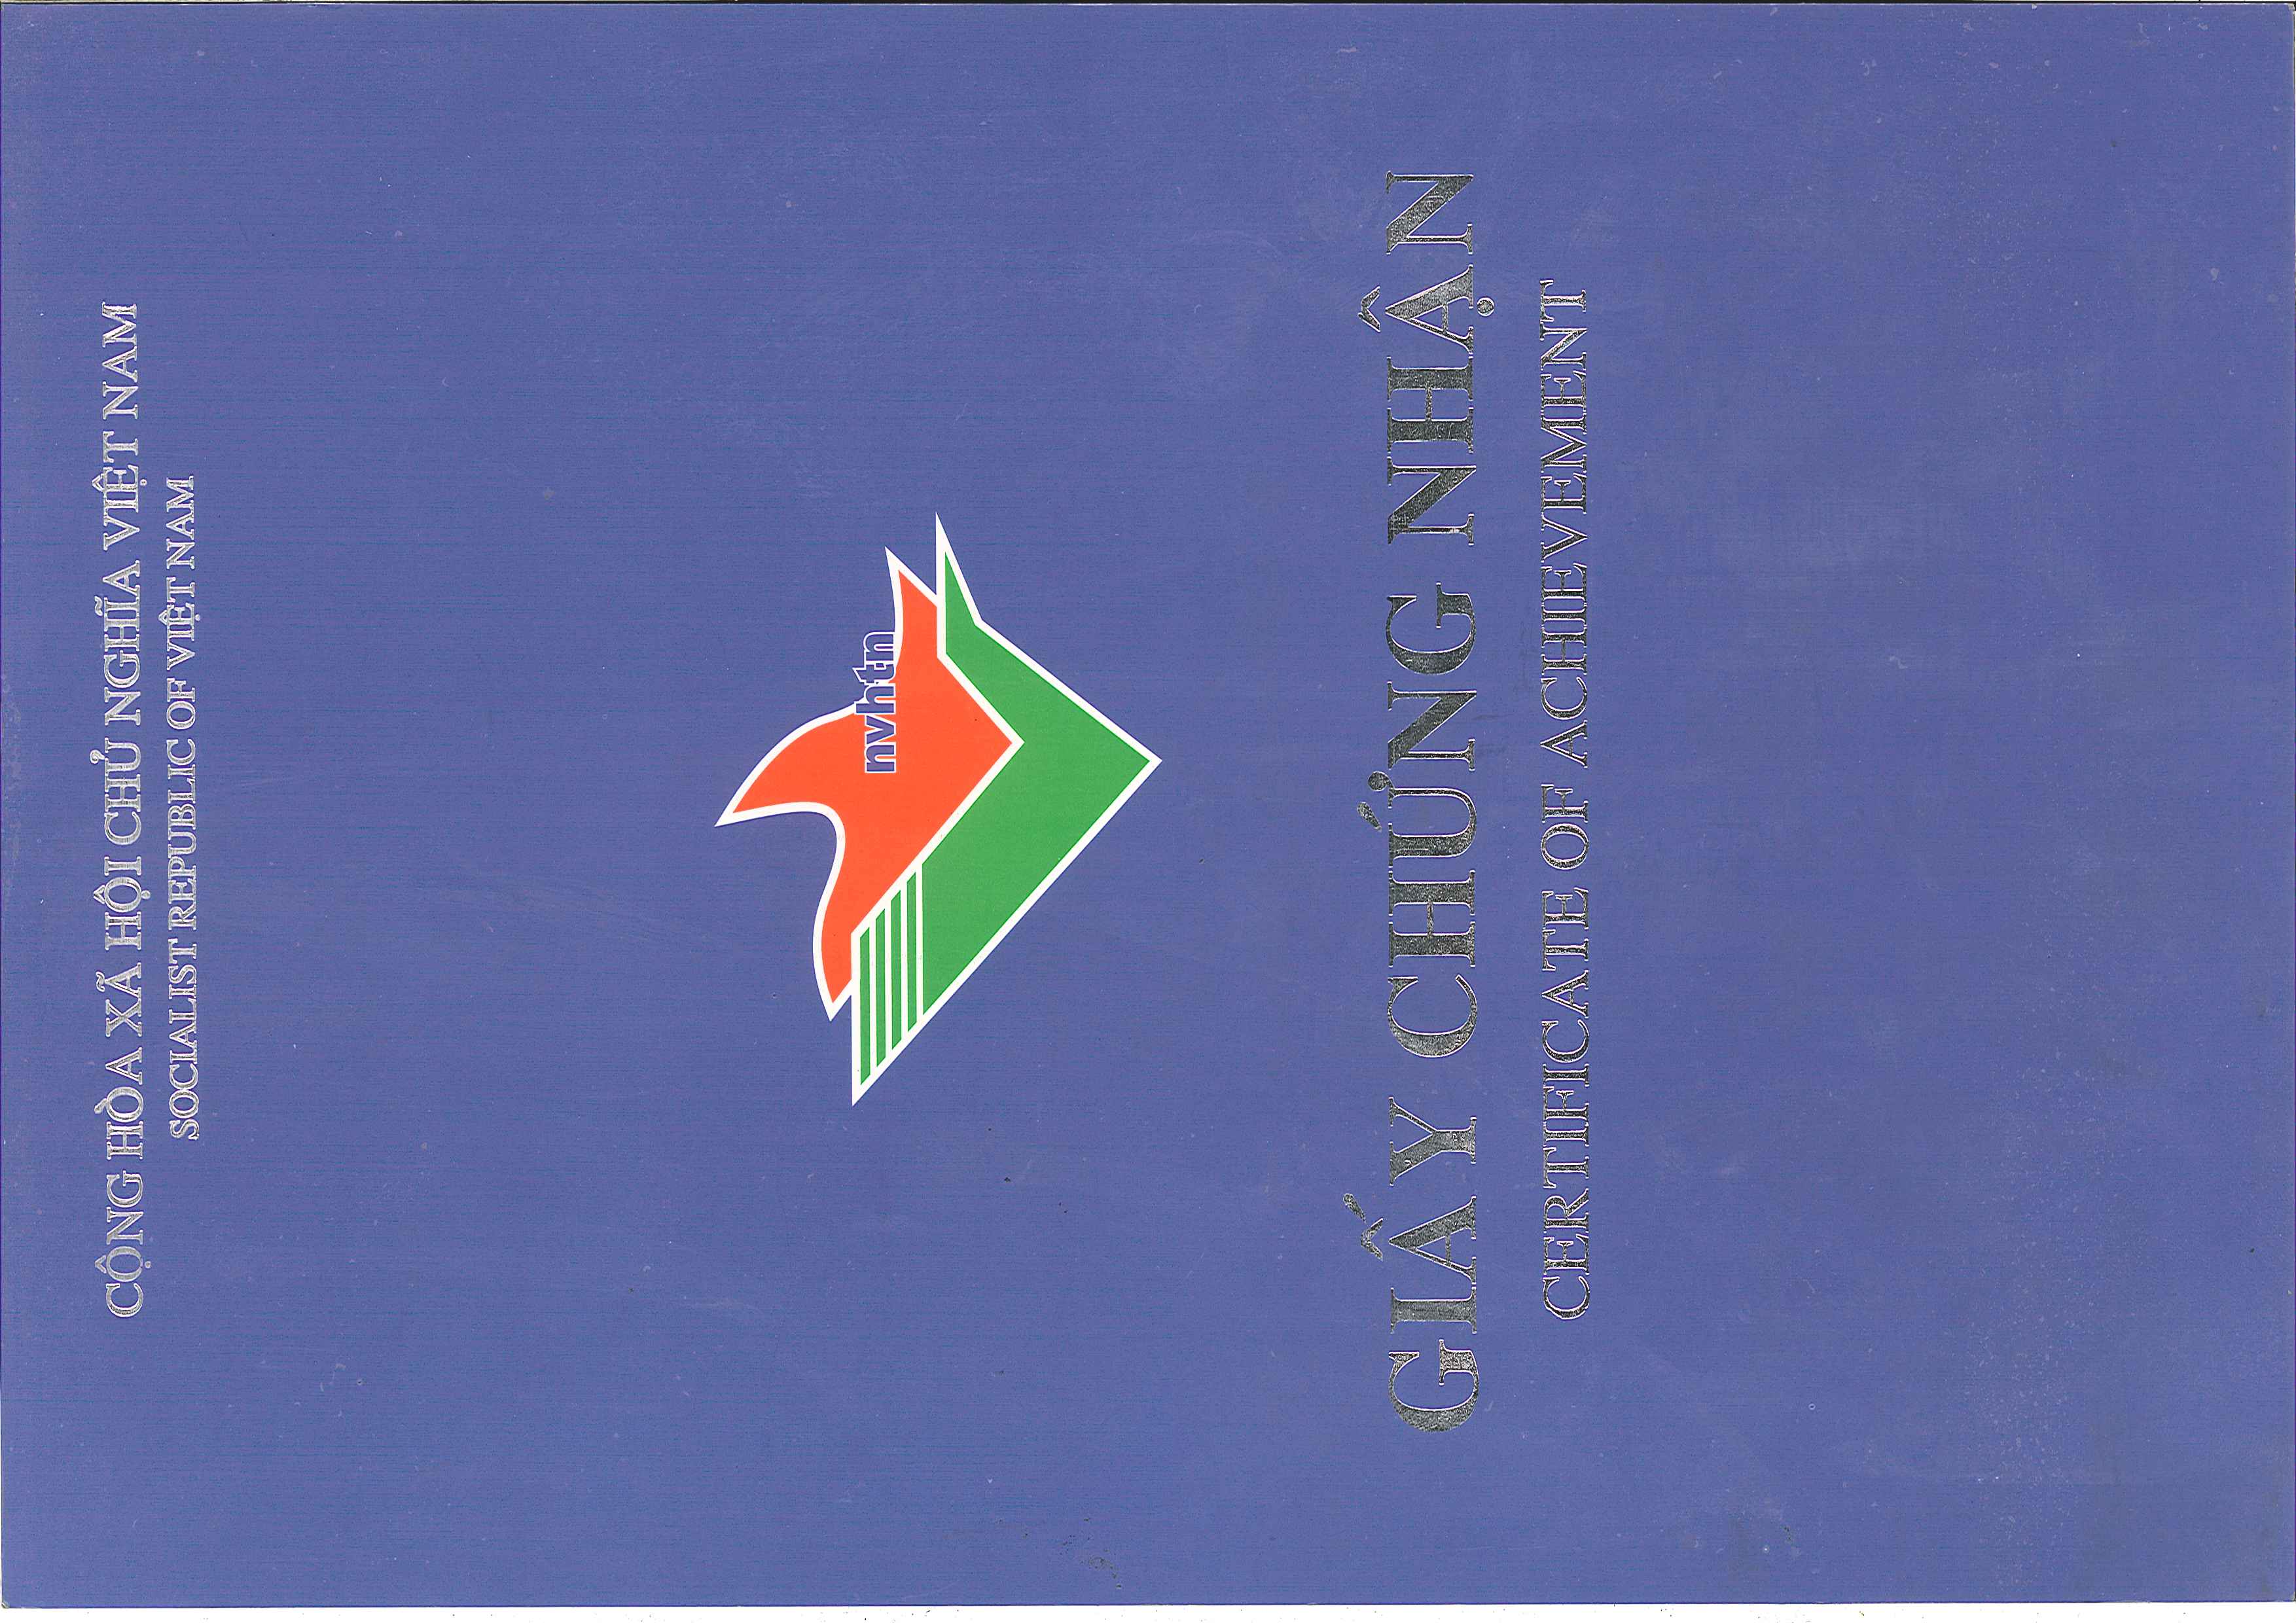 CỘNG HÒA XÃ HỘI CHỦ NGHĨA VIỆT NAM
SOCIALIST REPUBLIC OF VIỆT NAM
nvhtn
GIẤY CHỨNG NHẬN
CERTIFICATE OF ACHIEVEMENT